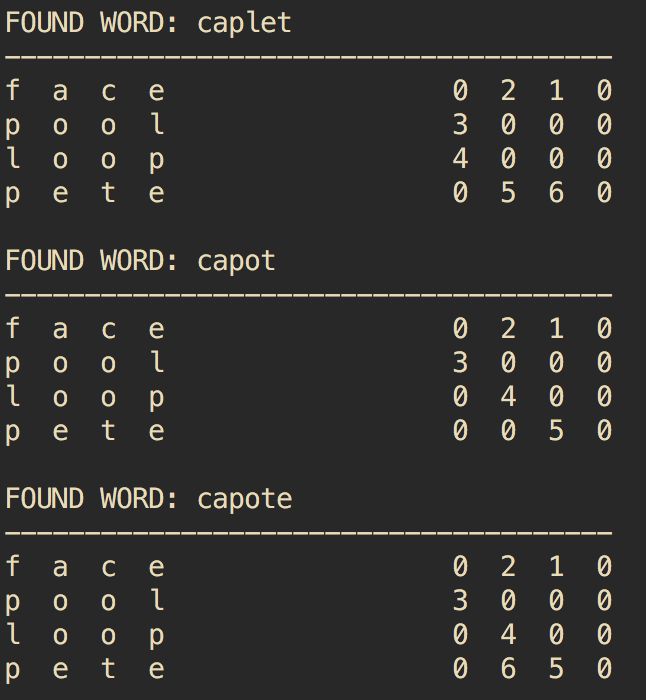 FOUND WORD: caplet
---------------------------------------
f a c e 0 2 1 0
p o o l 3 0 0 0
l o o p 4 0 0 0
p e t e 0 5 6 0
FOUND WORD: capot
---------------------------------------
f a c e 0 2 1 0
p o o l 3 0 0 0
l o o p 0 4 0 0
p e t e 0 0 5 0
FOUND WORD: capote
---------------------------------------
f a c e 0 2 1 0
p o o l 3 0 0 0
l o o p 0 4 0 0
p e t e 0 6 5 0